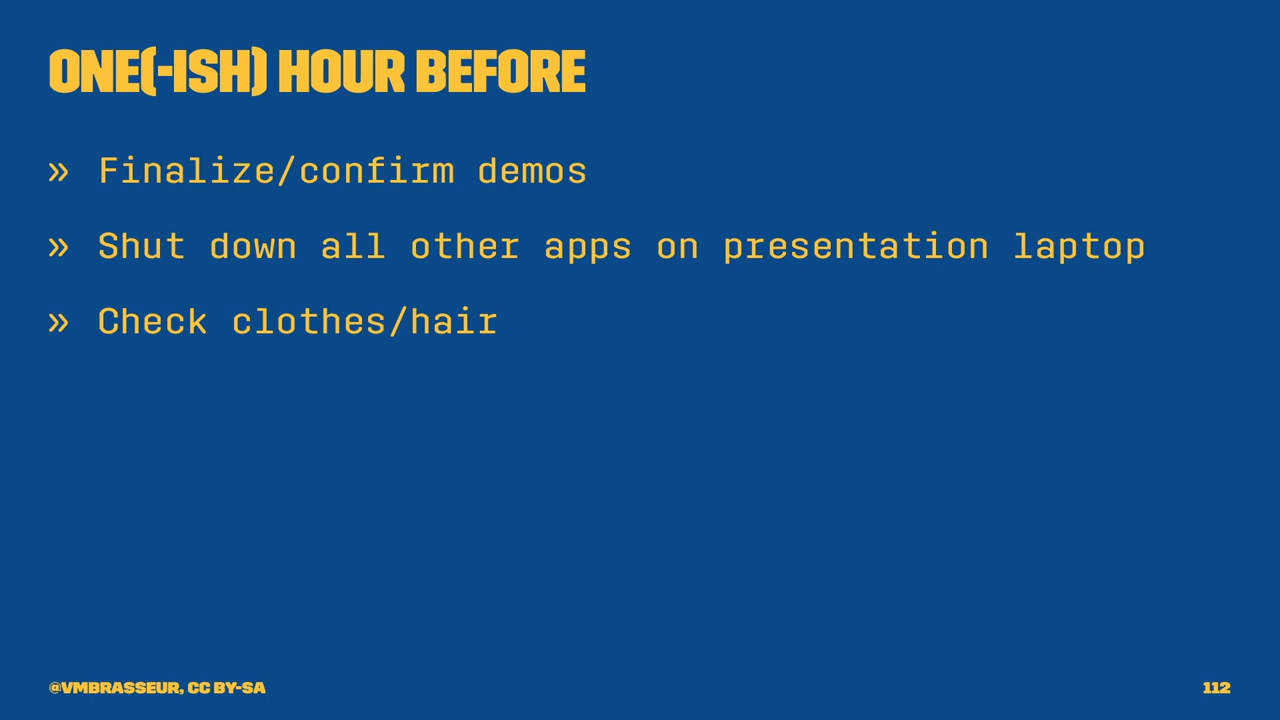 ONE(-ISH) HOUR BEFORE
» Finalize/confirm demos
» Shut down all other apps on presentation laptop
» Check clothes/hair
@VMBRASSEUR, CC BY-SA
112